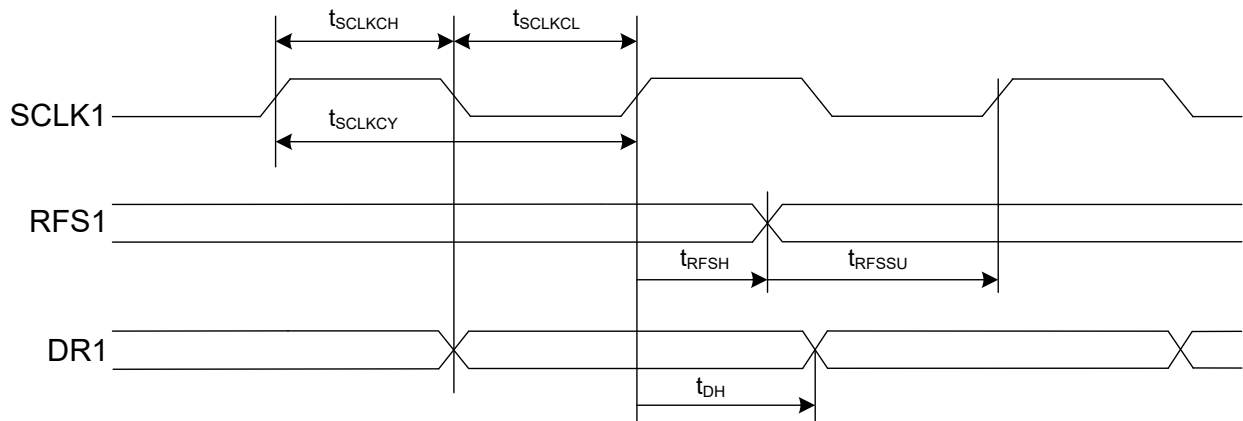 tSCLKCH tSCLKCL
SCLK1
tSCLKCY
RFS1
tRFSH tRFSSU
DR1
tDH